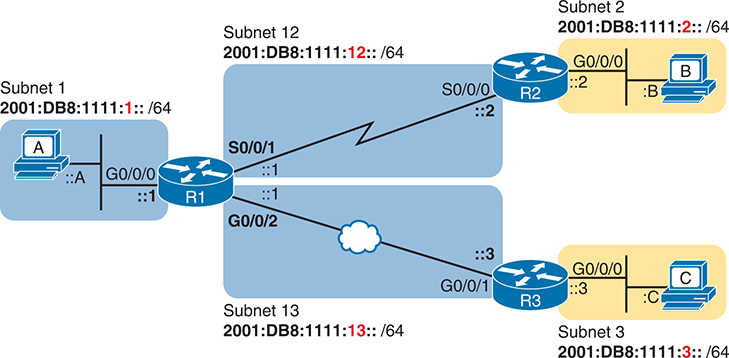 Subnet 1
2001:DB8:1111:1:: /64
A
::A
G0/0/0
::1
R1
Subnet 12
2001:DB8:1111:12:: /64
S0/0/1
::1
S0/0/0
::2
R2
Subnet 2
2001:DB8:1111:2:: /64
G0/0/0
::2
B
:B
::1
G0/0/2
::3
G0/0/1
R3
Subnet 13
2001:DB8:1111:13:: /64
G0/0/0
::3
C
:C
Subnet 3
2001:DB8:1111:3:: /64